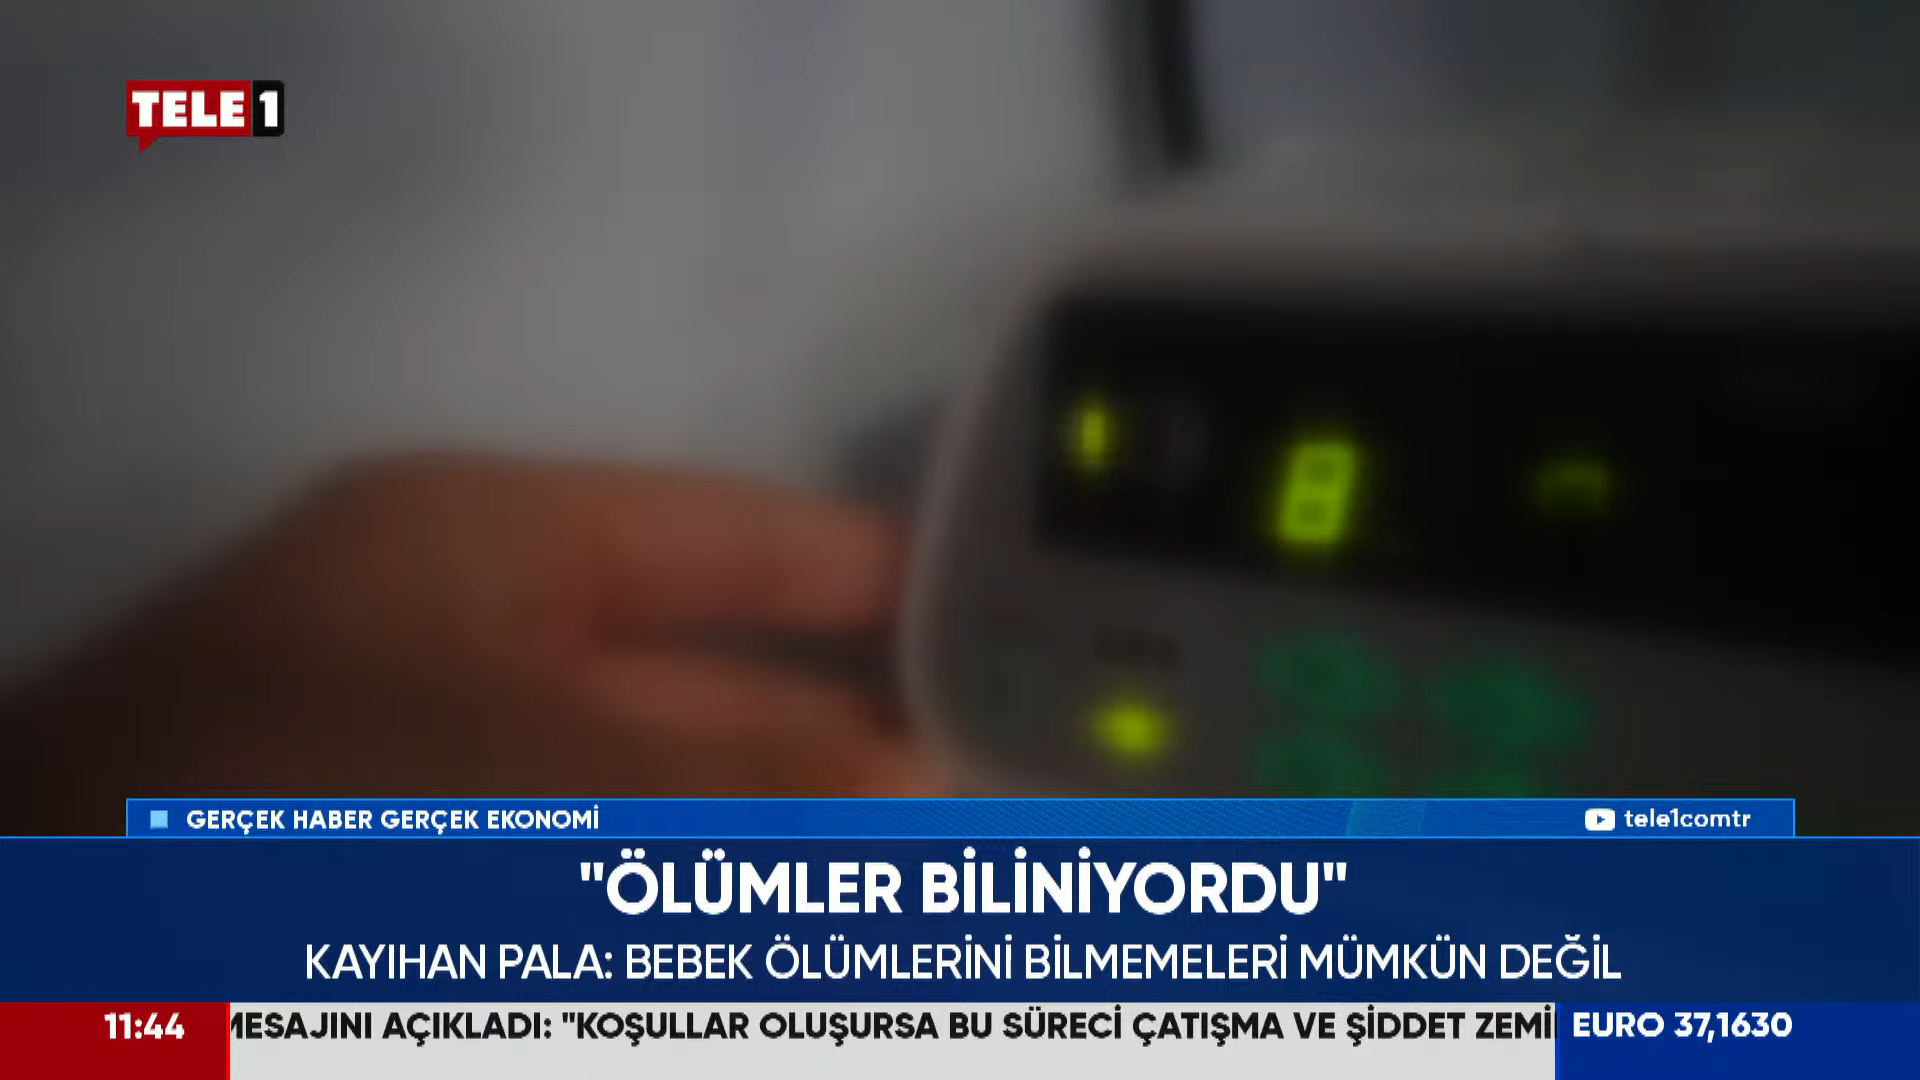 TELE1
GERÇEK HABER GERÇEK EKONOMİ
tele1comtr
"ÖLÜMLER BİLİNİYORDU"
KAYIHAN PALA: BEBEK ÖLÜMLERİNİ BİLMEMELERİ MÜMKÜN DEĞİL
11:44
MESAJINI AÇIKLADI: "KOŞULLAR OLUŞURSA BU SÜRECİ ÇATIŞMA VE ŞİDDET
EURO 37,1630